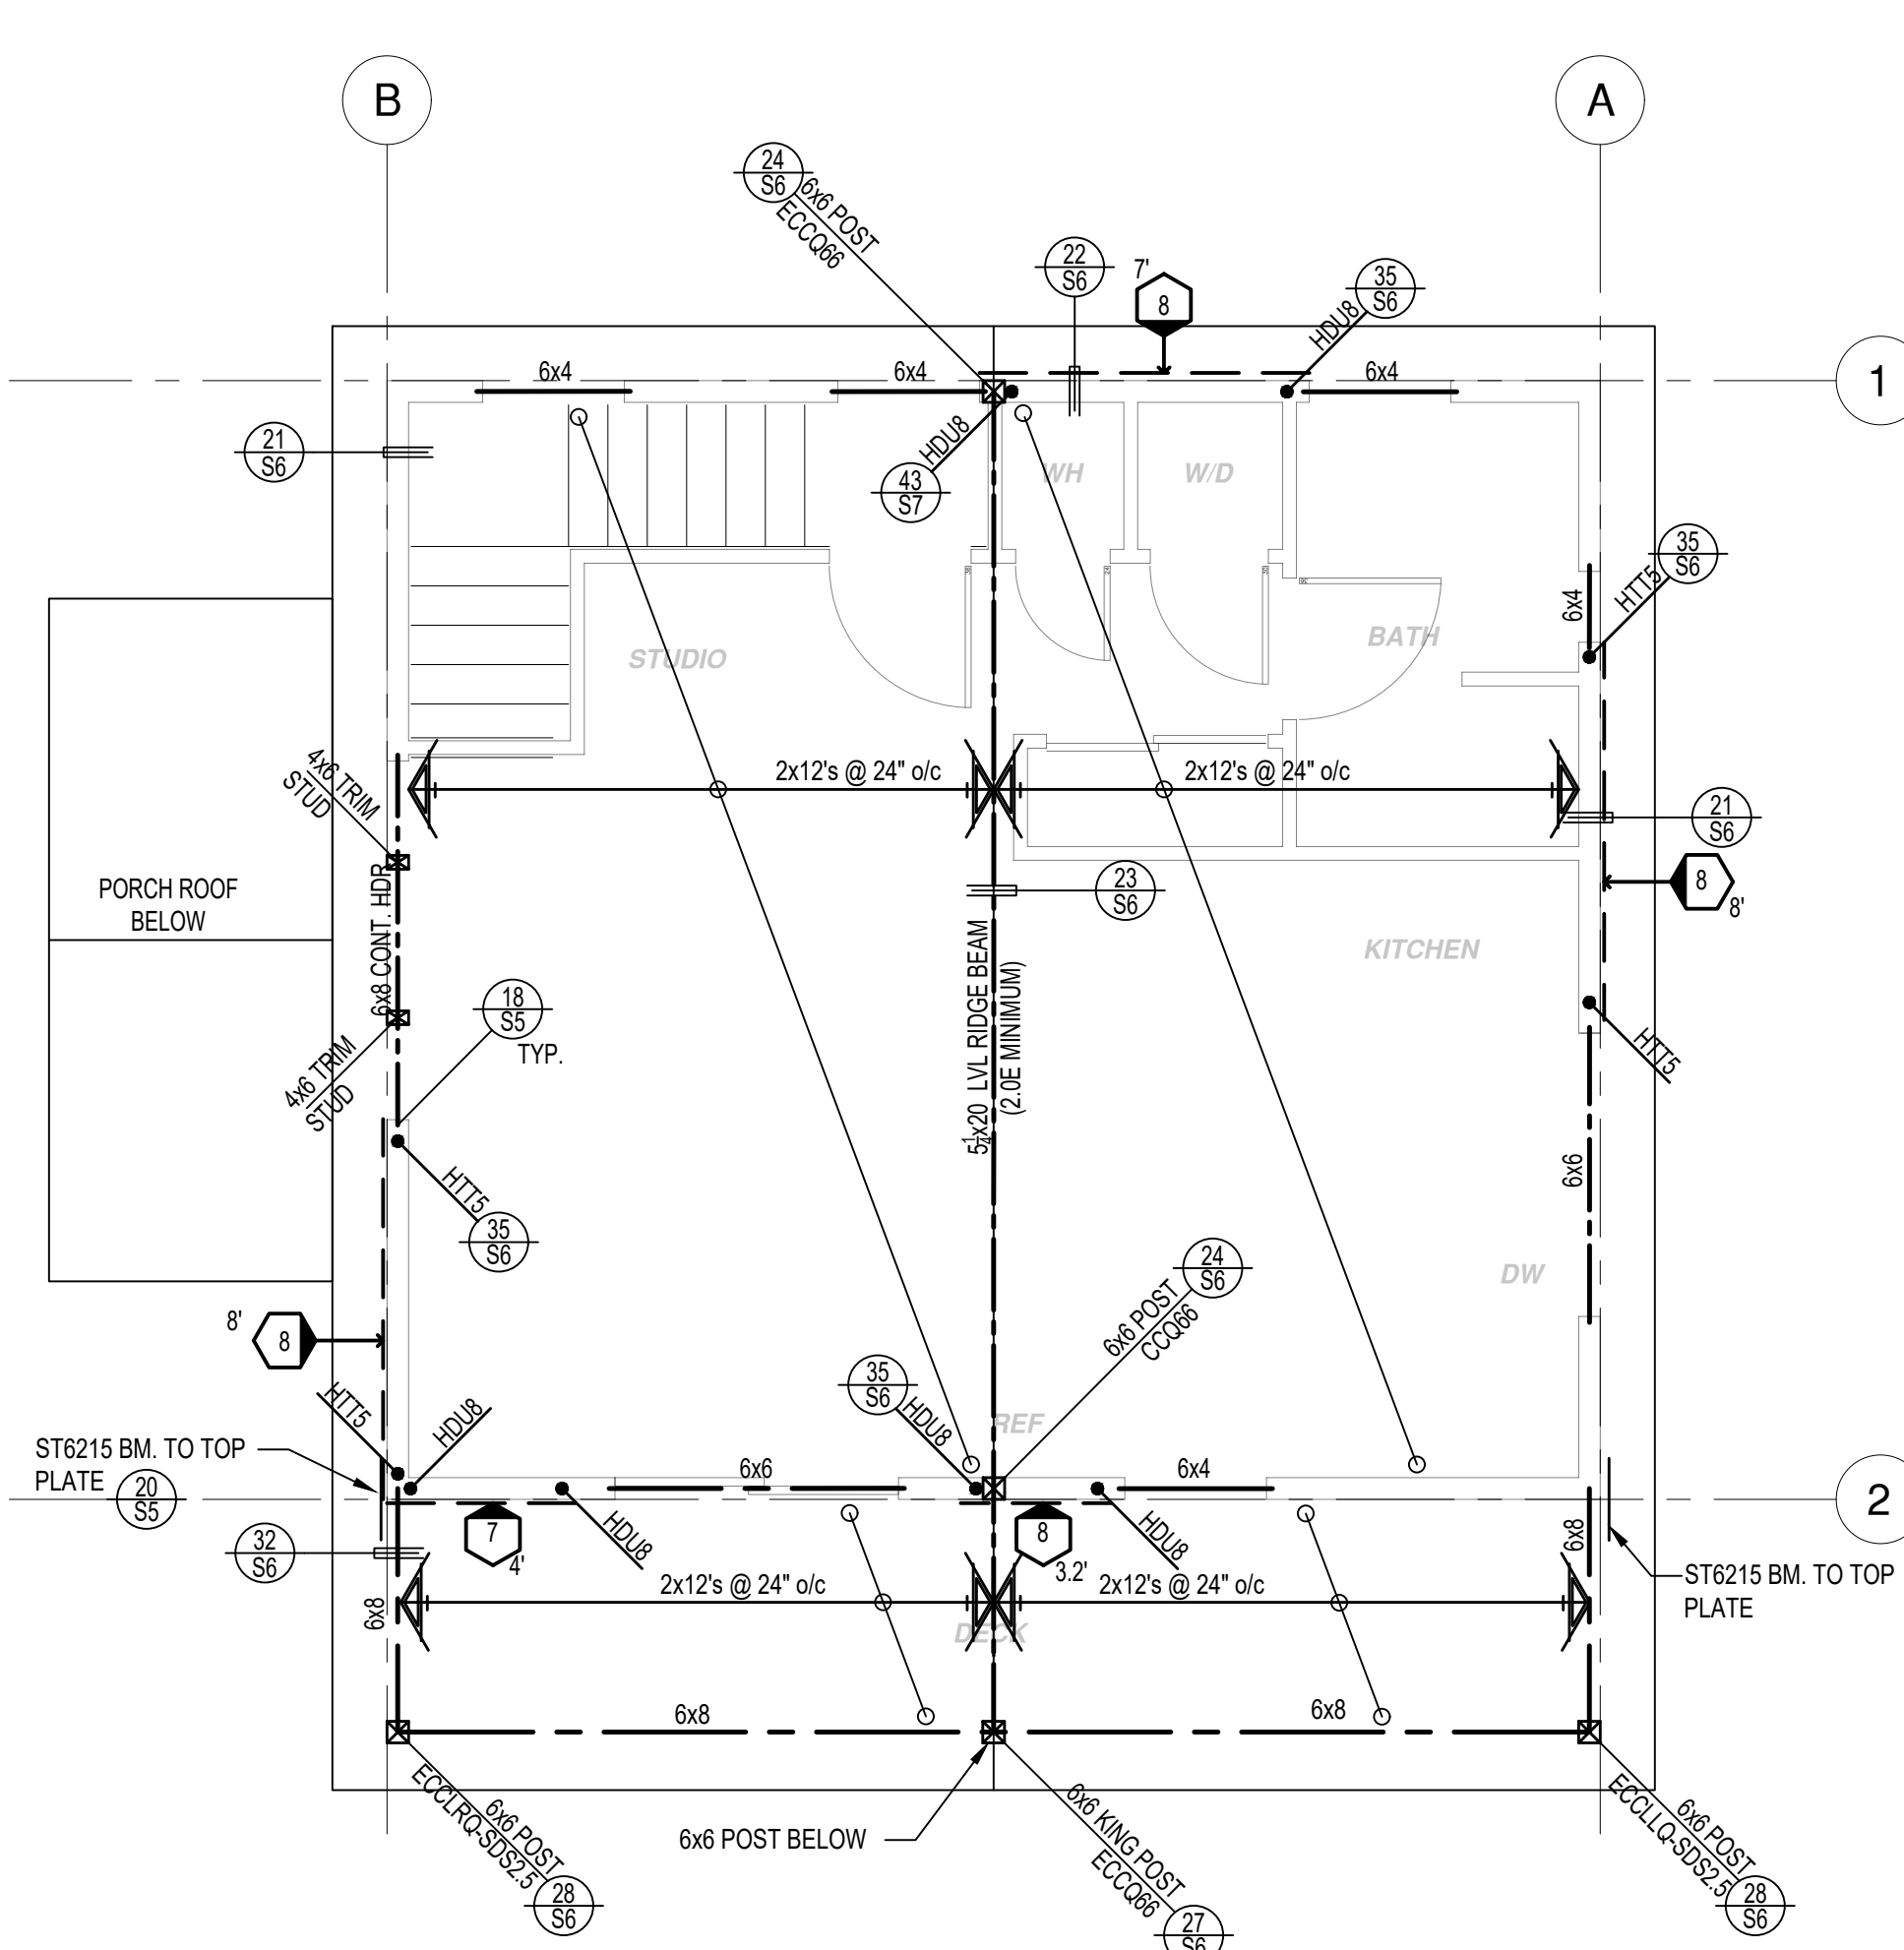 B
A
24
S6
6x6 POST
ECCQ66
22
S6
7'
8
35
S6
HDU8
1
6x4
6x4
6x4
21
S6
HDU8
43
S7
WH
W/D
35
S6
HTT5
6x4
BATH
STUDIO
4x6 TRIM
STUD
2x12's @ 24" o/c
2x12's @ 24" o/c
21
S6
PORCH ROOF
BELOW
6x8 CONT. HDR
23
S6
8
8'
5 1/4x20 LVL RIDGE BEAM
(2.0E MINIMUM)
KITCHEN
18
S5
TYP.
4x6 TRIM
STUD
HTT5
HTT5
35
S6
6x6
DW
24
S6
6x6 POST
CCQ66
8'
8
35
S6
HDU8
REF
HTT5
HDU8
ST6215 BM. TO TOP
PLATE
20
S5
6x6
6x4
2
32
S6
7
4'
HDU8
8
3.2'
HDU8
6x8
ST6215 BM. TO TOP
PLATE
2x12's @ 24" o/c
2x12's @ 24" o/c
6x8
DECK
6x8
6x8
6x6 POST
ECCLRQ-SDS2.5
28
S6
6x6 POST BELOW
6x6 KING POST
ECCQ66
27
S6
6x6 POST
ECCLLQ-SDS2.5
28
S6